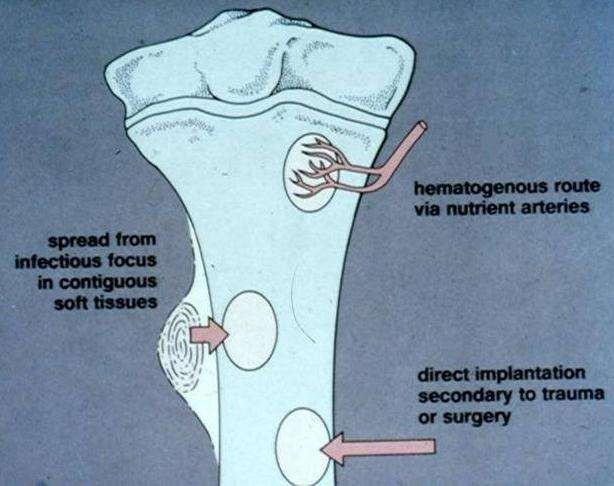 hematogenous route
via nutrient arteries
spread from
infectious focus
in contiguous
soft tissues
direct implantation
secondary to trauma
or surgery